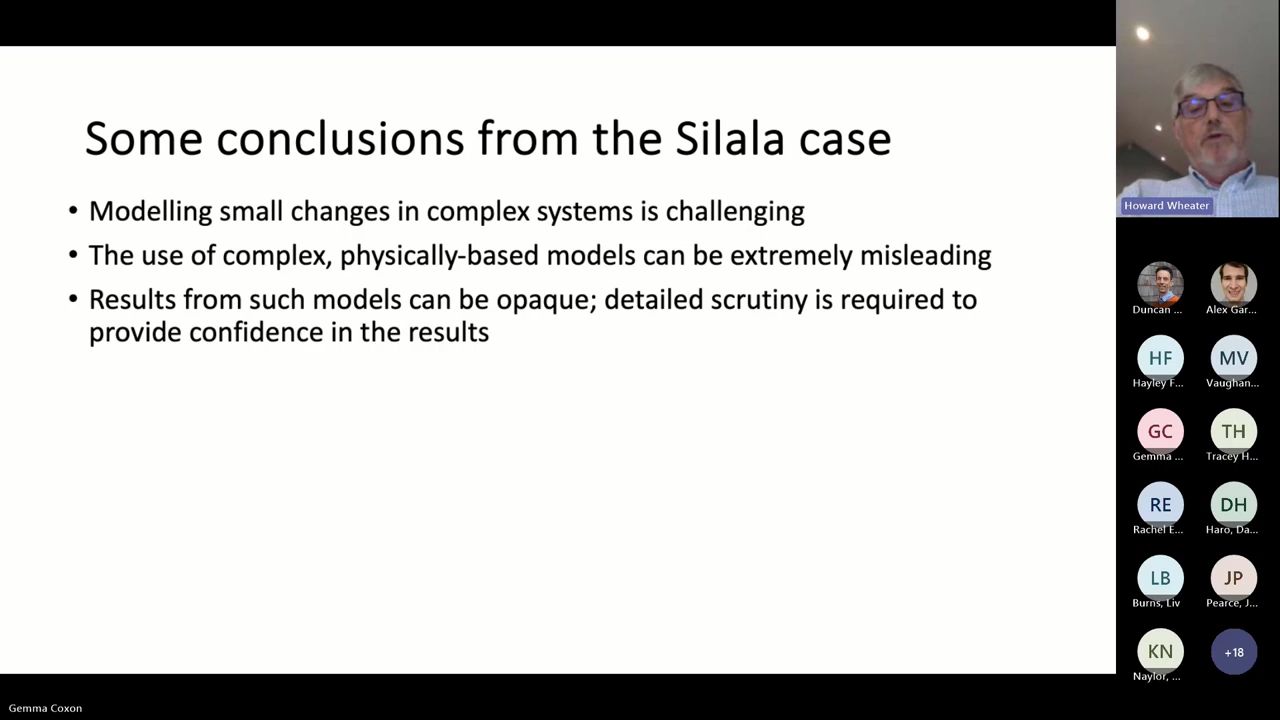 Some conclusions from the Silala case
• Modelling small changes in complex systems is challenging
• The use of complex, physically-based models can be extremely misleading
• Results from such models can be opaque; detailed scrutiny is required to
provide confidence in the results
Howard Wheater
Duncan ...
Alex Gar...
HF
MV
Hayley F...
Vaughan...
GC
TH
Gemma ...
Tracey H...
RE
DH
Rachel E...
Haro, Da...
LB
JP
Burns, Liv
Pearce, J...
KN
+18
Naylor, ...
Gemma Coxon